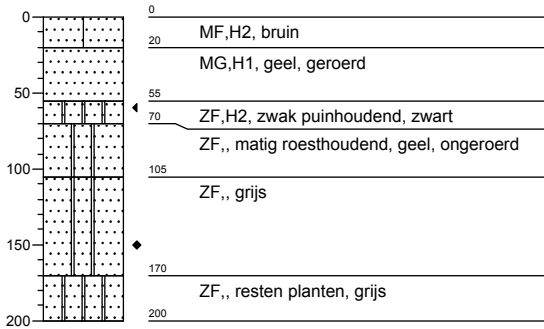 0
50
100
150
200
0
MF,H2, bruin
20
MG,H1, geel, geroerd
55
ZF,H2, zwak puinhoudend, zwart
70
ZF,, matig roesthoudend, geel, ongeroerd
105
ZF,, grijs
170
ZF,, resten planten, grijs
200